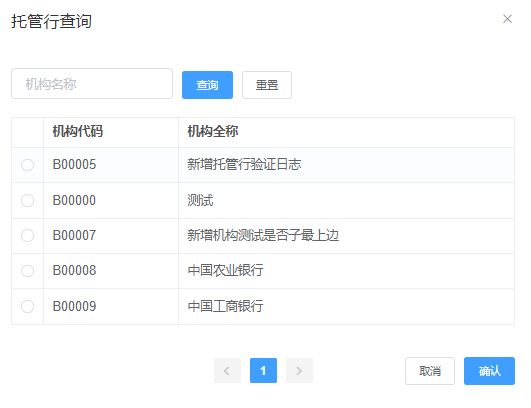 托管行查询
机构名称 查询 重置
机构代码 机构全称
B00005 新增托管行验证日志
B00000 测试
B00007 新增机构测试是否子最上边
B00008 中国农业银行
B00009 中国工商银行
1 取消 确认